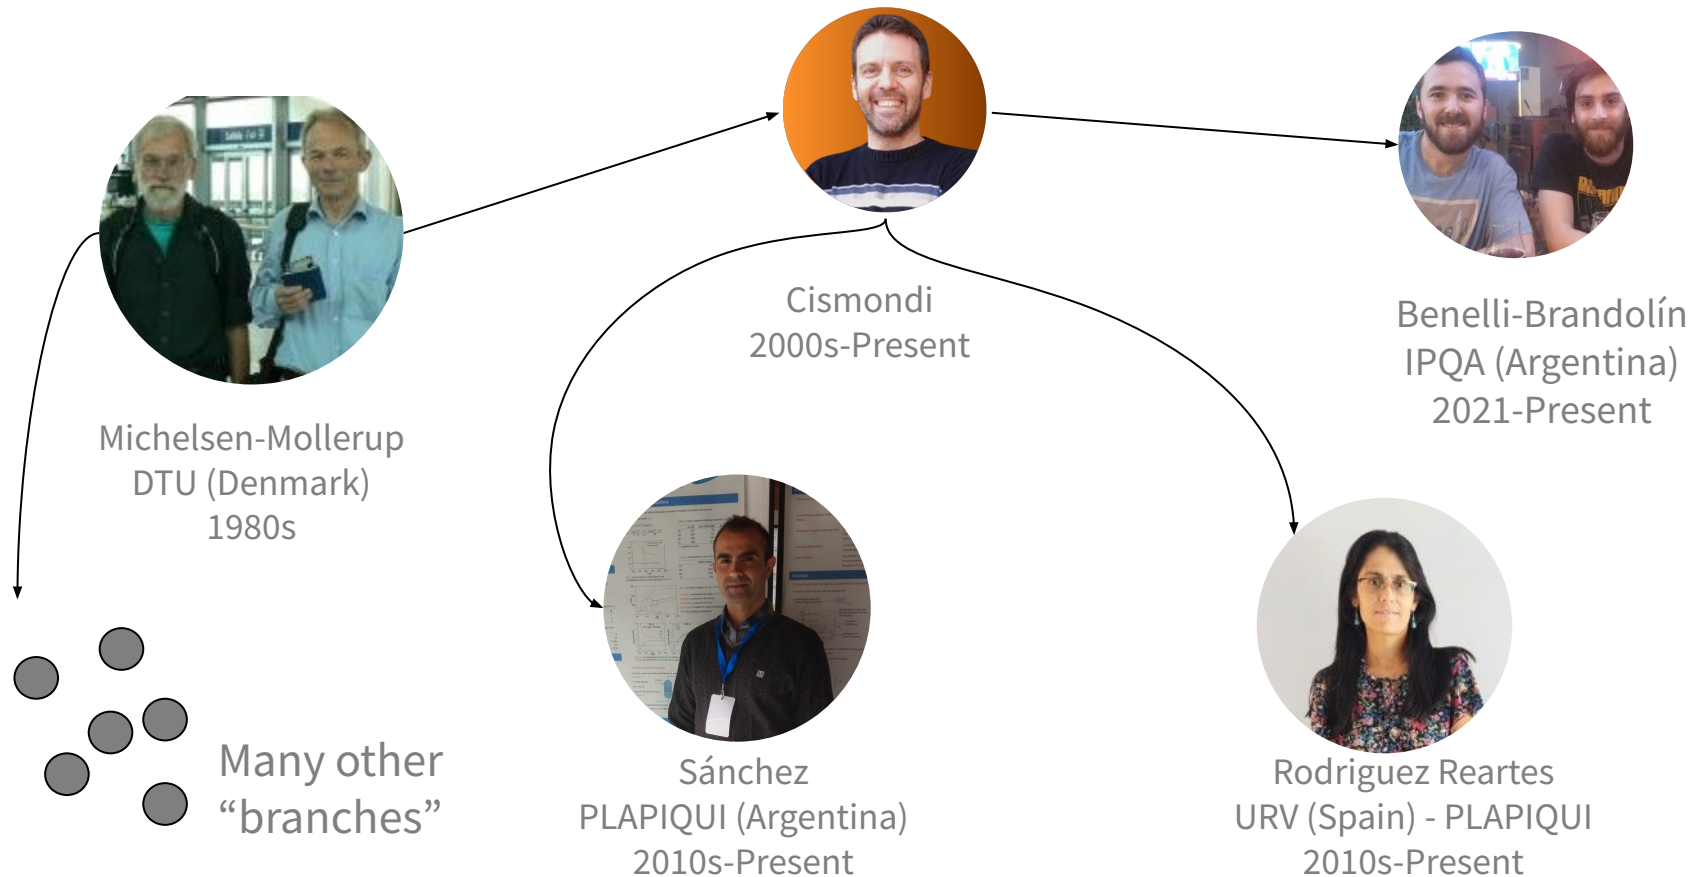 Cismondi
2000s-Present
Benelli-Brandolín
IPQA (Argentina)
2021-Present
Michelsen-Mollerup
DTU (Denmark)
1980s
Many other
“branches”
Sánchez
PLAPIQUI (Argentina)
2010s-Present
Rodriguez Reartes
URV (Spain) - PLAPIQUI
2010s-Present